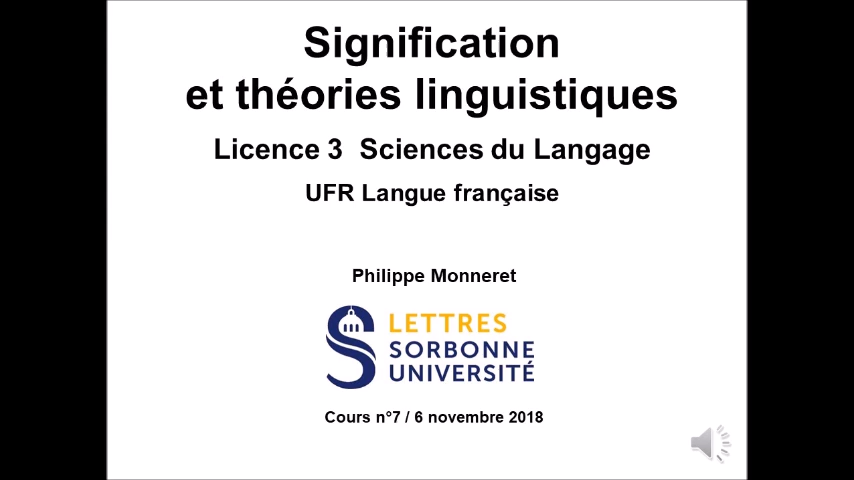 Signification
et théories linguistiques
Licence 3 Sciences du Langage
UFR Langue française
Philippe Monneret
LETTRES
SORBONNE
UNIVERSITÉ
Cours n°7 / 6 novembre 2018